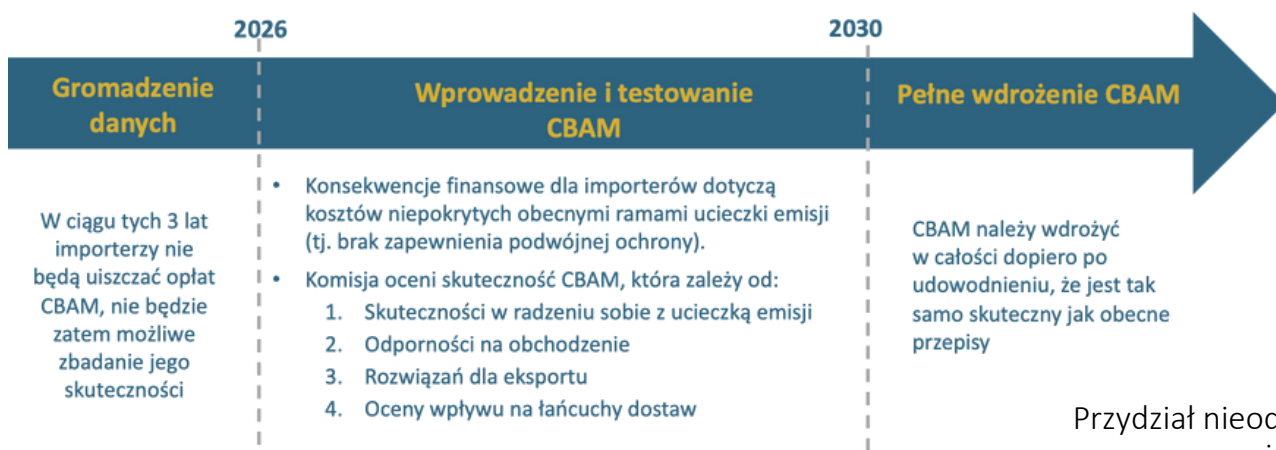 2026
2030
Gromadzenie
danych
Wprowadzenie i testowanie
CBAM
Pełne wdrożenie CBAM
W ciągu tych 3 lat
importerzy nie
będą uiszczać opłat
CBAM, nie będzie
zatem możliwe
zbadanie jego
skuteczności
• Konsekwencje finansowe dla importerów dotyczą
kosztów niepokrytych obecnymi ramami ucieczki emisji
(tj. brak zapewnienia podwójnej ochrony).
• Komisja oceni skuteczność CBAM, która zależy od:
1. Skuteczności w radzeniu sobie z ucieczką emisji
2. Odporności na obchodzenie
3. Rozwiązań dla eksportu
4. Oceny wpływu na łańcuchy dostaw
CBAM należy wdrożyć
w całości dopiero po
udowodnieniu, że jest tak
samo skuteczny jak obecne
przepisy
Przydział